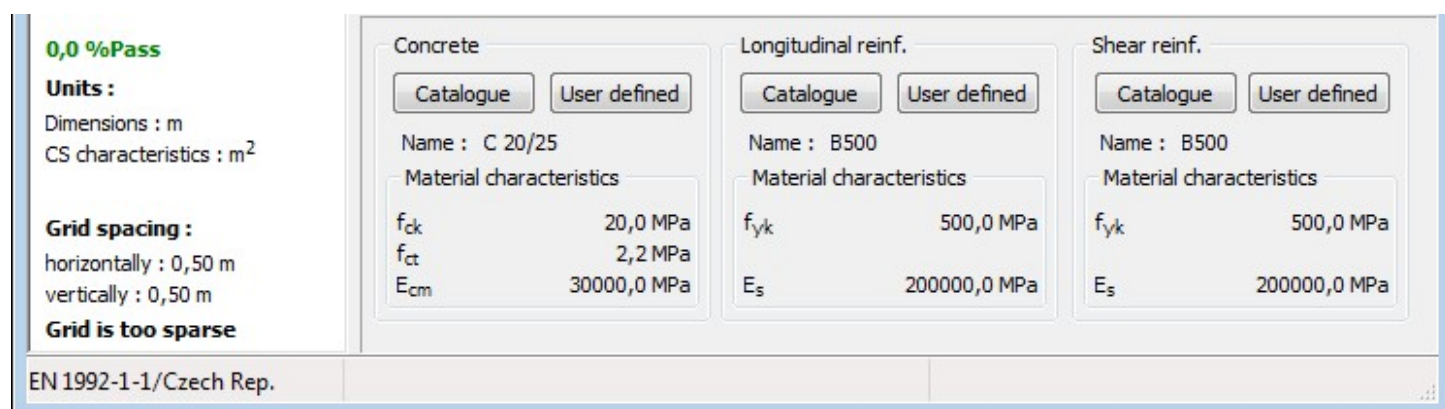 0,0 %Pass
Units :
Dimensions : m
CS characteristics : m²
Grid spacing :
horizontally : 0,50 m
vertically : 0,50 m
Grid is too sparse
Concrete
Catalogue User defined
Name : C 20/25
Material characteristics
fck 20,0 MPa
fct 2,2 MPa
Ecm 30000,0 MPa
Longitudinal reinf.
Catalogue User defined
Name : B500
Material characteristics
fyk 500,0 MPa
Es 200000,0 MPa
Shear reinf.
Catalogue User defined
Name : B500
Material characteristics
fyk 500,0 MPa
Es 200000,0 MPa
EN 1992-1-1/Czech Rep.